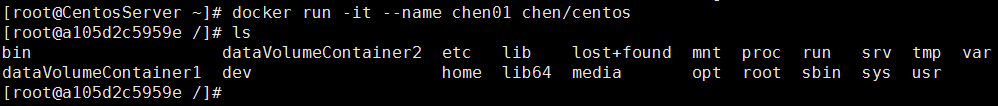 [root@CentosServer ~]# docker run -it --name chen01 chen/centos
[root@a105d2c5959e /]# ls
bin dataVolumeContainer2 etc lib lost+found mnt proc run srv tmp var
dataVolumeContainer1 dev home lib64 media opt root sbin sys usr
[root@a105d2c5959e /]#